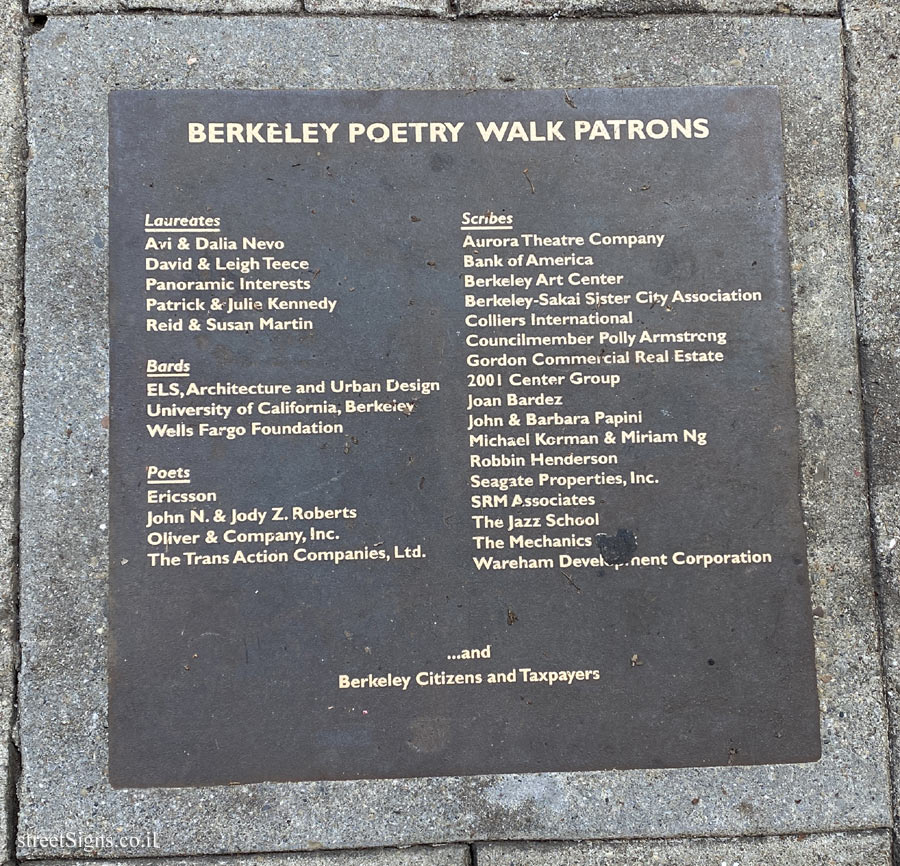 BERKELEY POETRY WALK PATRONS
Laureates
Avi & Dalia Nevo
David & Leigh Teece
Panoramic Interests
Patrick & Julie Kennedy
Reid & Susan Martin
Bards
ELS, Architecture and Urban Design
University of California, Berkeley
Wells Fargo Foundation
Poets
Ericsson
John N. & Jody Z. Roberts
Oliver & Company, Inc.
The Trans Action Companies, Ltd.
Scribes
Aurora Theatre Company
Bank of America
Berkeley Art Center
Berkeley-Sakai Sister City Association
Colliers International
Councilmember Polly Armstrong
Gordon Commercial Real Estate
2001 Center Group
Joan Bardez
John & Barbara Papini
Michael Korman & Miriam Ng
Robbin Henderson
Seagate Properties, Inc.
SRM Associates
The Jazz School
The Mechanics
Wareham Development Corporation
...and
Berkeley Citizens and Taxpayers
streetSigns.co.il